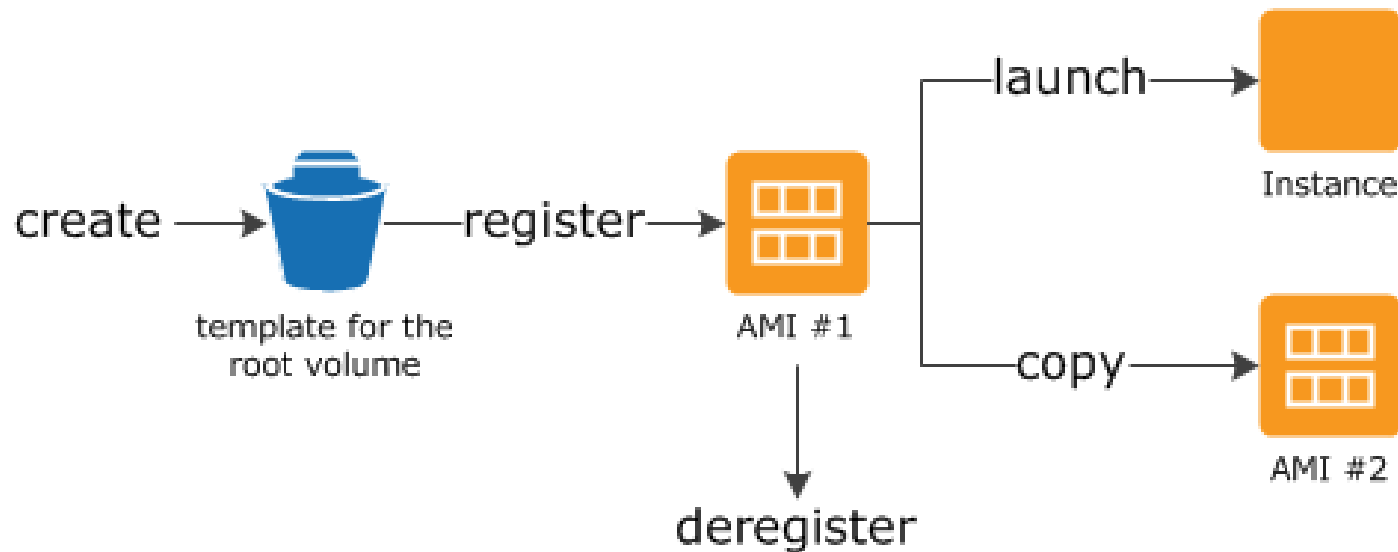 launch
Instance
create
register
template for the
root volume
AMI #1
copy
AMI #2
deregister